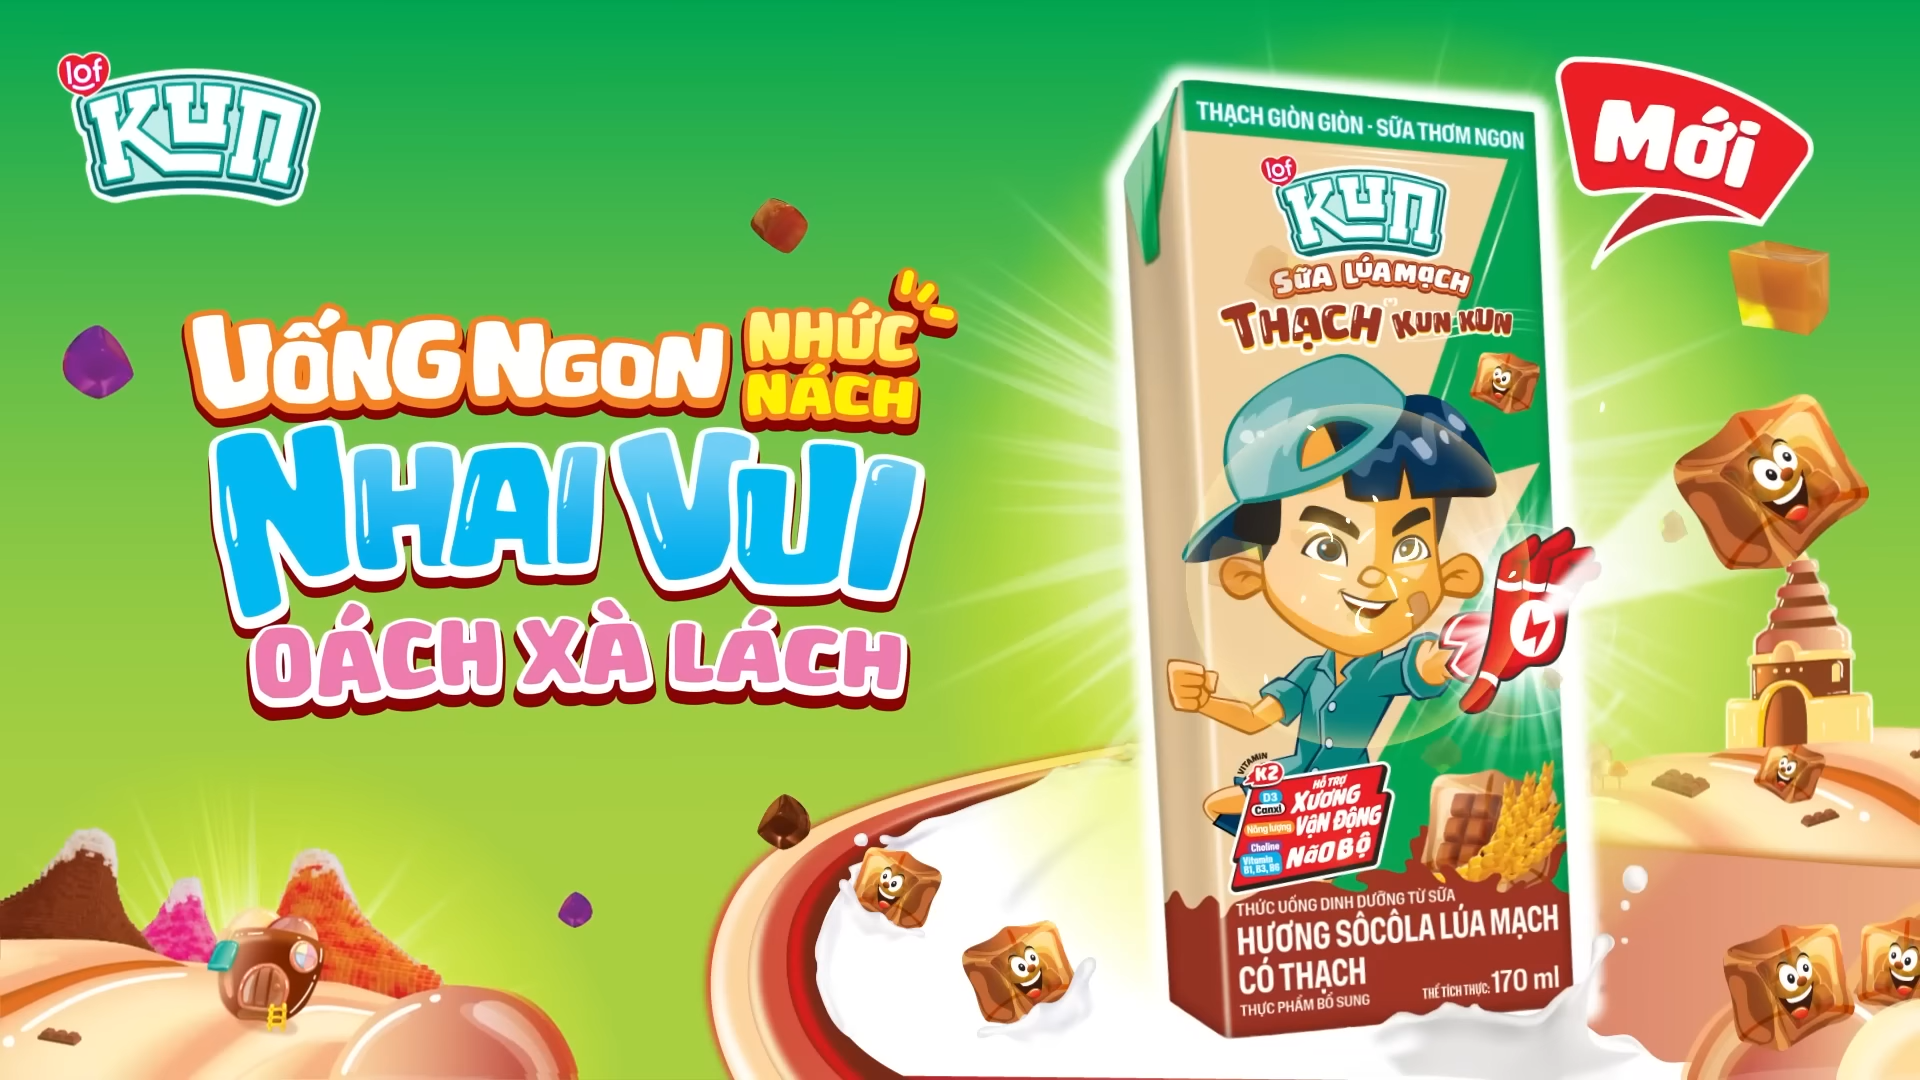 lof
KUN
UỐNG NGON NHỨC NÁCH
NHAI VUI
OÁCH XÀ LÁCH
Mới
THẠCH GIÒN GIÒN - SỮA THƠM NGON
lof
KUN
SỮA LÚA MẠCH
THẠCH KUN KUN
VITAMIN
K2
D3
Canxi
Năng lượng
Choline
Vitamin
B1, B3, B6
HỖ TRỢ
XƯƠNG
VẬN ĐỘNG
NÃO BỘ
THỨC UỐNG DINH DƯỠNG TỪ SỮA
HƯƠNG SÔCÔLA LÚA MẠCH
CÓ THẠCH
THỰC PHẨM BỔ SUNG
THỂ TÍCH THỰC: 170 ml